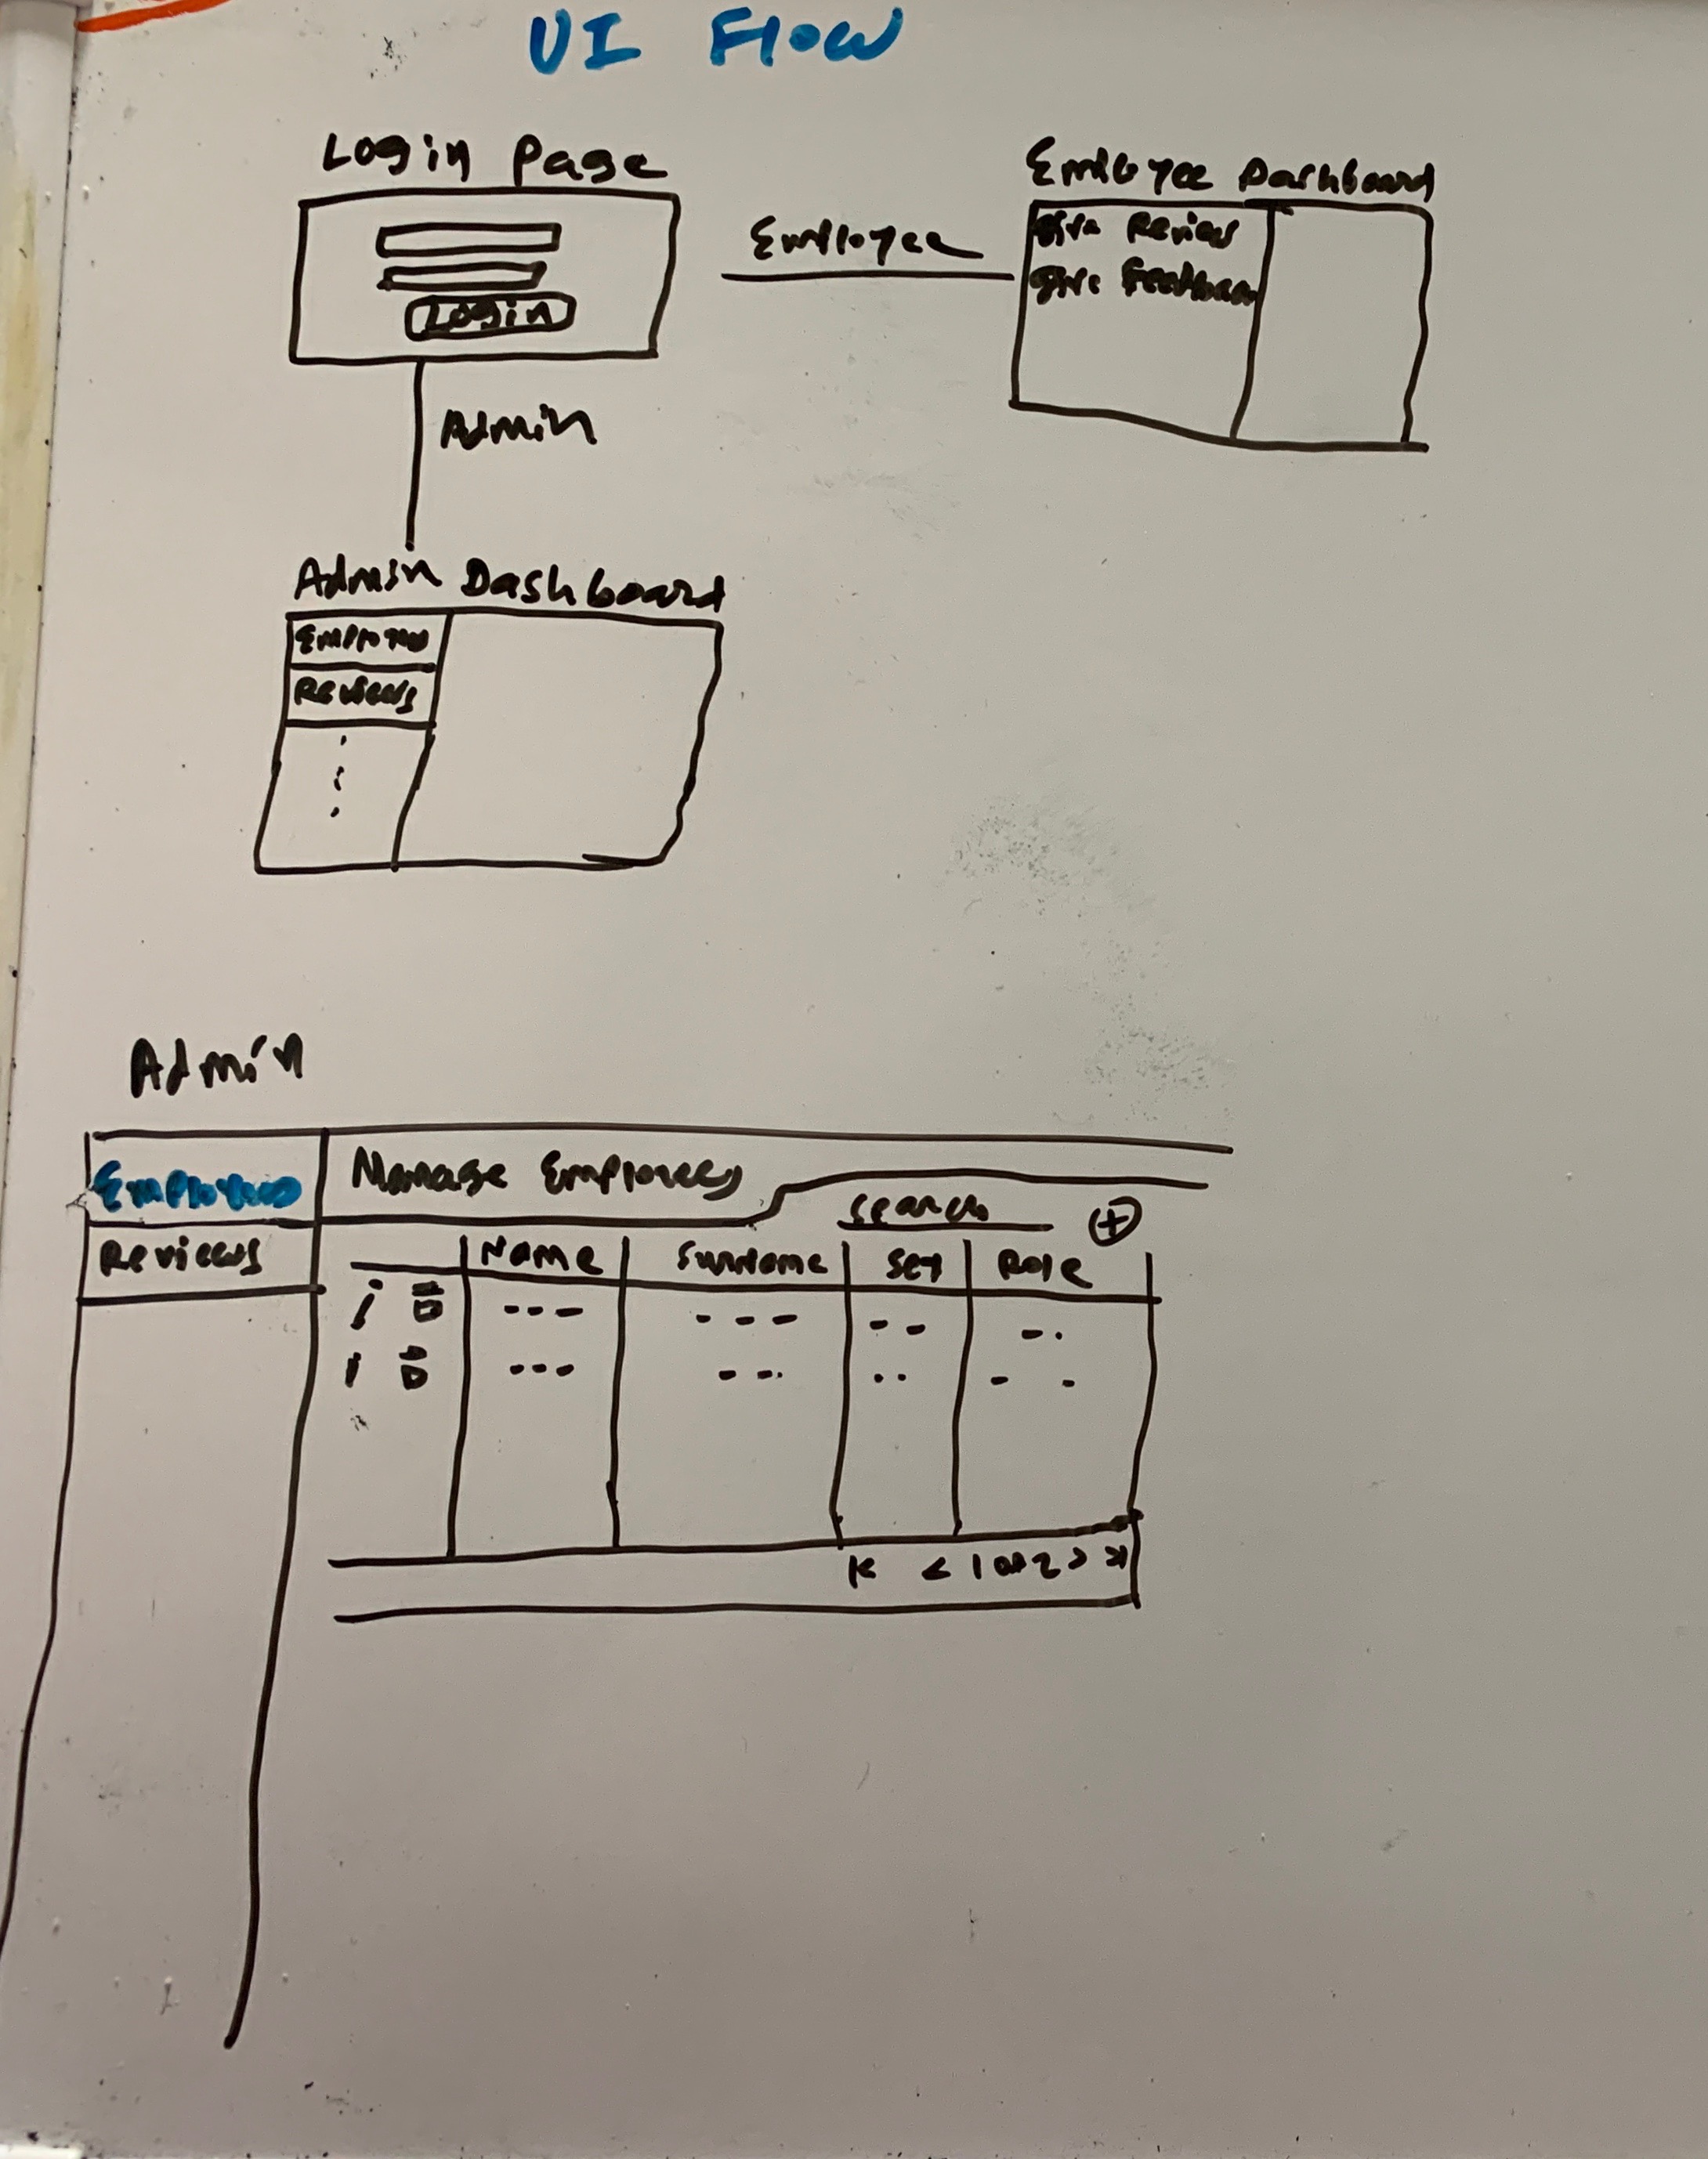 UI Flow
Login Page
Login
Employee
Employee Dashboard
Give Review
Give Feedback
Admin
Admin Dashboard
Employees
Reviews
Admin
Employees
Reviews
Manage Employees
Search
+
Name Surname Sex Role
K < 1 of 2 > >|